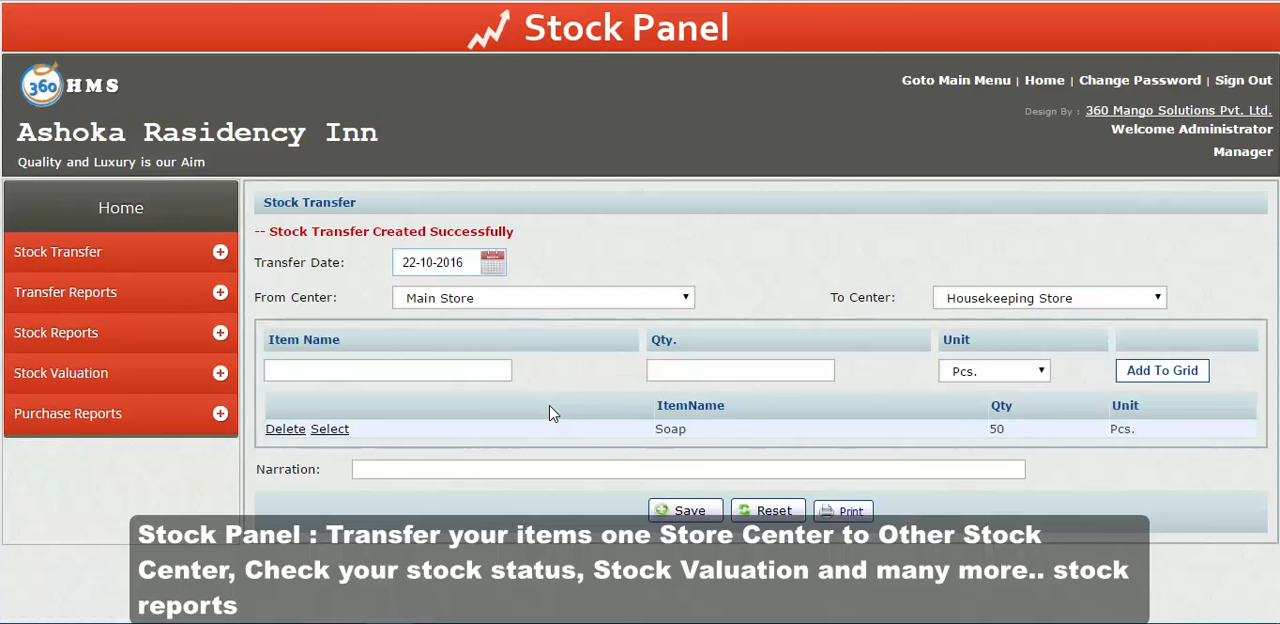 Stock Panel
360 HMS
Goto Main Menu | Home | Change Password | Sign Out
Design By : 360 Mango Solutions Pvt. Ltd.
Ashoka Rasidency Inn
Welcome Administrator
Quality and Luxury is our Aim
Manager
Home
Stock Transfer
Transfer Reports
Stock Reports
Stock Valuation
Purchase Reports
Stock Transfer
-- Stock Transfer Created Successfully
Transfer Date: 22-10-2016
From Center: Main Store To Center: Housekeeping Store
Item Name Qty. Unit
Pcs. Add To Grid
ItemName Qty Unit
Delete Select Soap 50 Pcs.
Narration:
Save Reset Print
Stock Panel : Transfer your items one Store Center to Other Stock
Center, Check your stock status, Stock Valuation and many more.. stock
reports